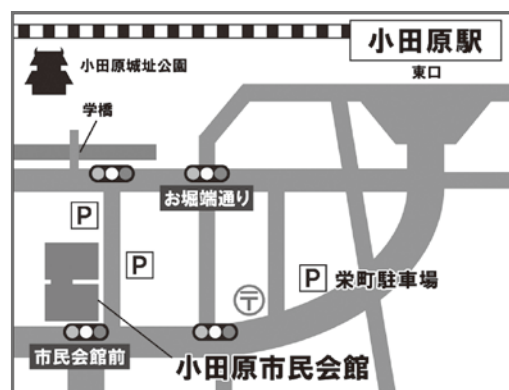 小田原駅
東口
小田原城址公園
学橋
お堀端通り
P
P
P 栄町駐車場
〒
市民会館前
小田原市民会館